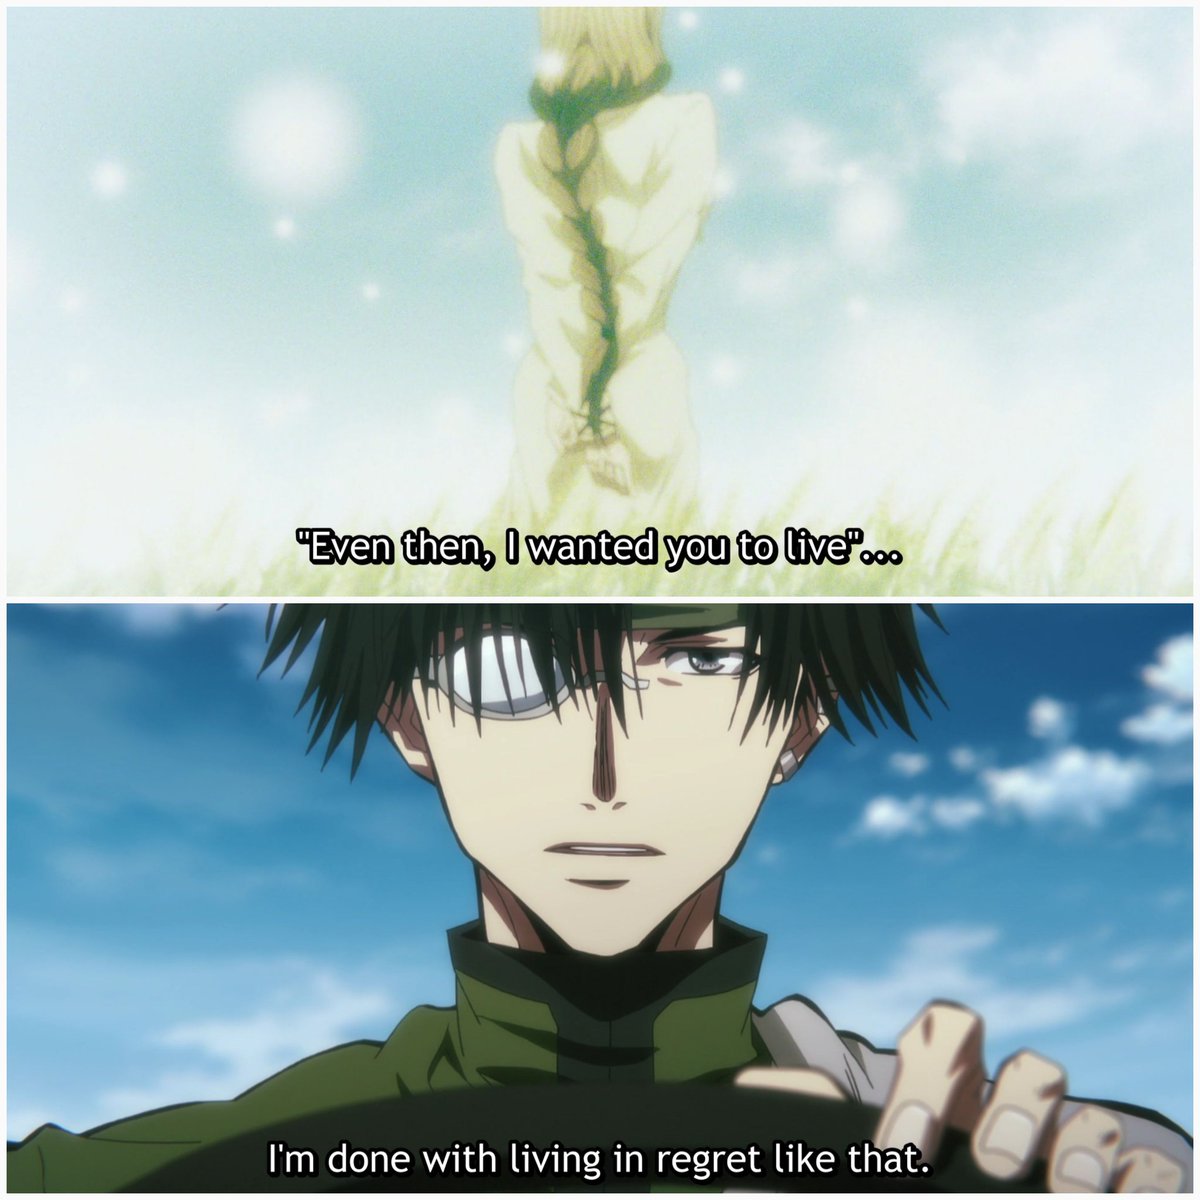 "Even then, I wanted you to live"...
I'm done with living in regret like that.